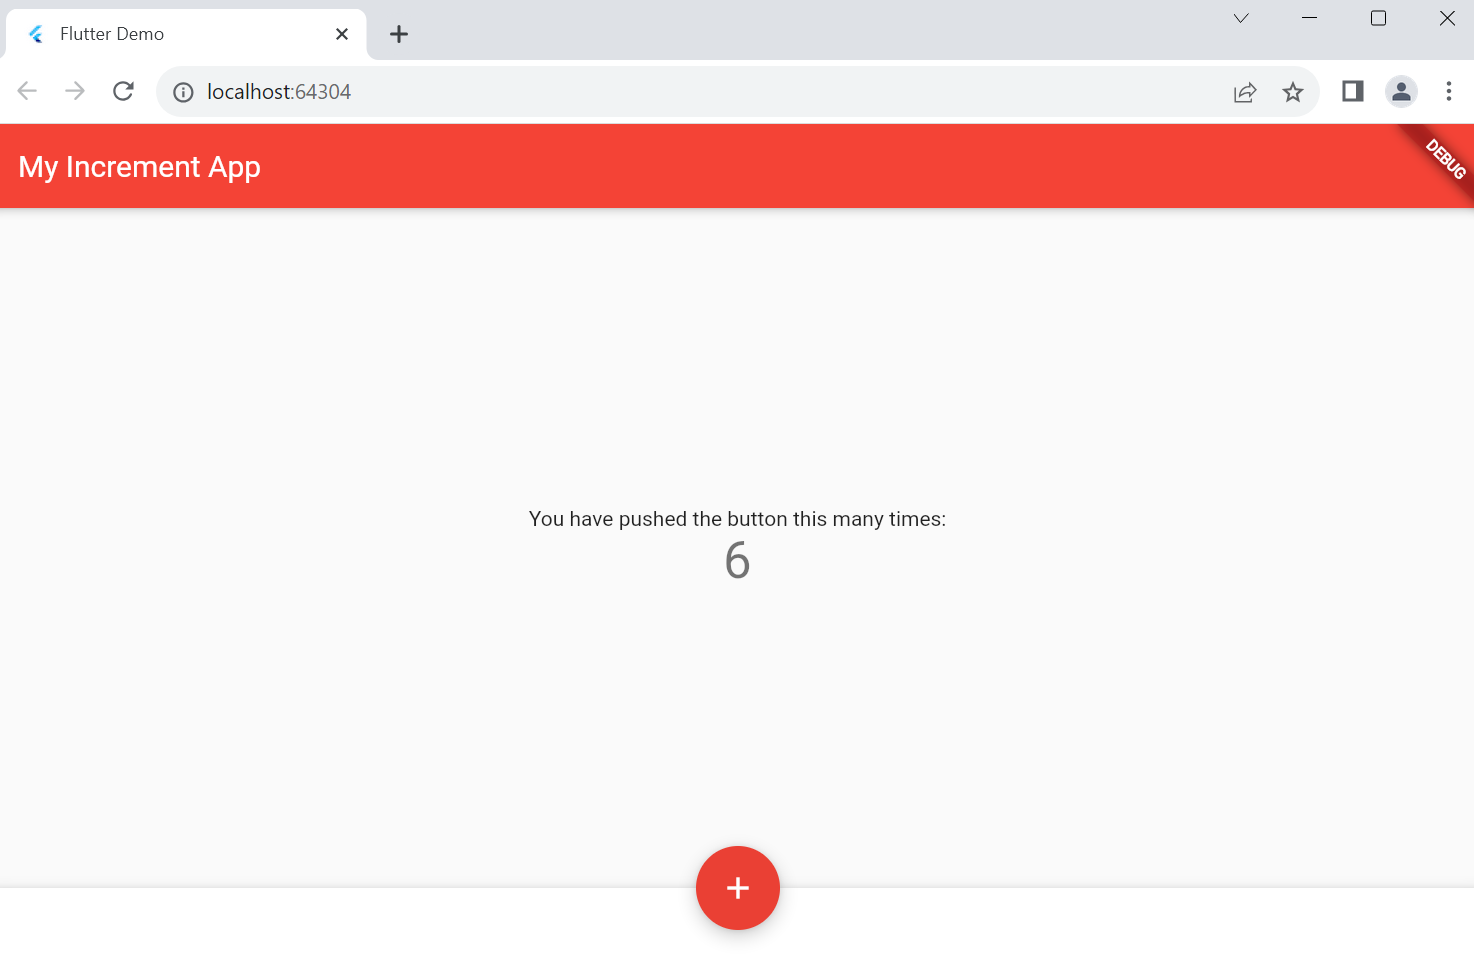 Flutter Demo
localhost:64304
My Increment App
DEBUG
You have pushed the button this many times:
6